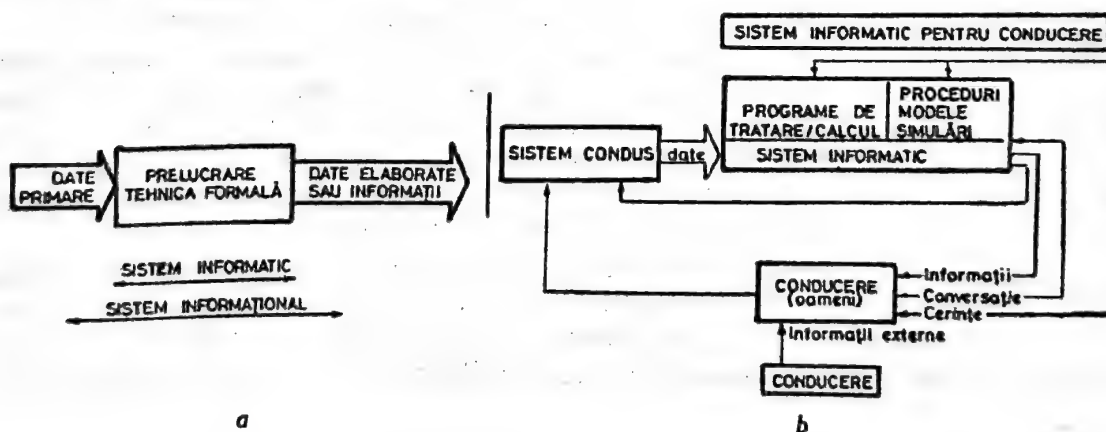 DATE
PRIMARE
PRELUCRARE
TEHNICA FORMALĂ
DATE ELABORATE
SAU INFORMAȚII
SISTEM INFORMATIC
SISTEM INFORMAȚIONAL
a
SISTEM INFORMATIC PENTRU CONDUCERE
SISTEM CONDUS
date
PROGRAME DE
TRATARE/CALCUL
PROCEDURI
MODELE
SIMULĂRI
SISTEM INFORMATIC
CONDUCERE
(oameni)
Informații
Conversație
Cerințe
Informații externe
CONDUCERE
b